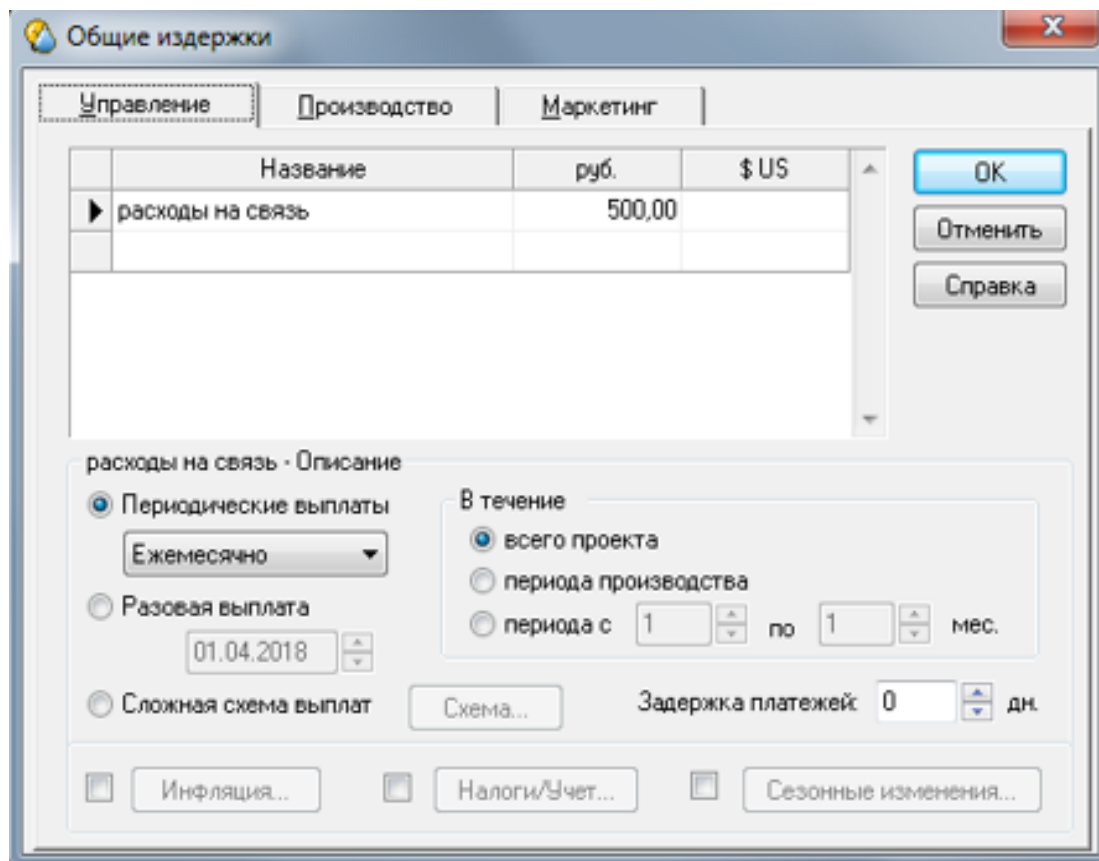 Общие издержки
Управление Производство Маркетинг
Название руб. $ US
расходы на связь 500,00
OK
Отменить
Справка
расходы на связь - Описание
Периодические выплаты
Ежемесячно
Разовая выплата
01.04.2018
Сложная схема выплат Схема...
В течение
всего проекта
периода производства
периода с 1 по 1 мес.
Задержка платежей: 0 дн.
Инфляция... Налоги/Учет... Сезонные изменения...